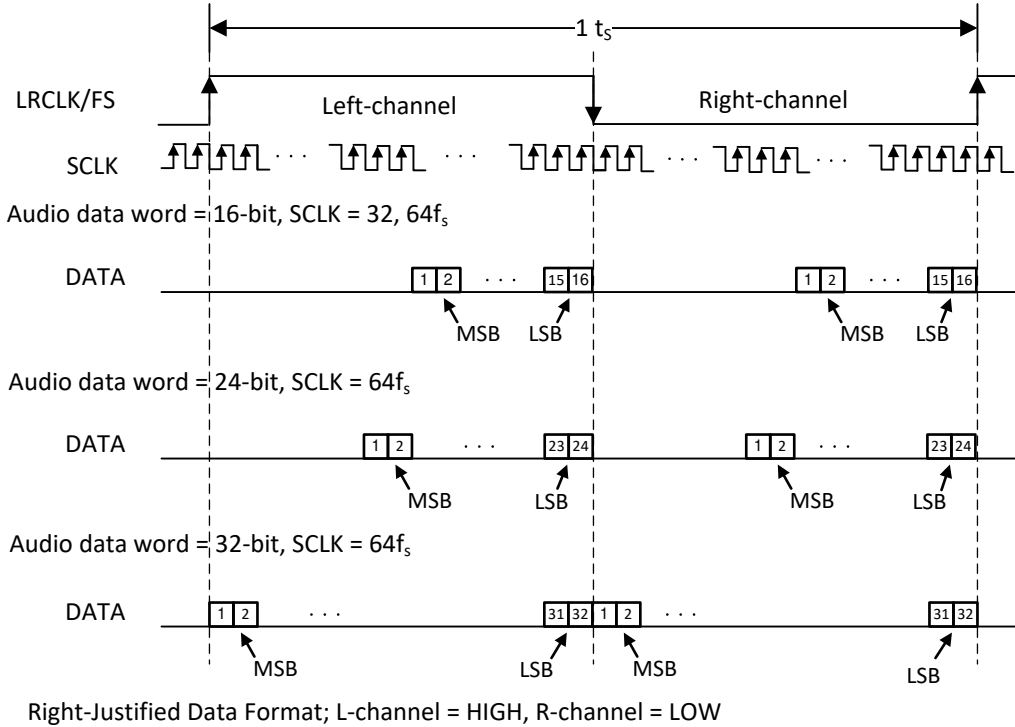 1 tₛ
LRCLK/FS Left-channel Right-channel
SCLK . . . . . . . . . . . .
Audio data word = 16-bit, SCLK = 32, 64fₛ
DATA 1 2 . . . 15 16 1 2 . . . 15 16
MSB LSB MSB LSB
Audio data word = 24-bit, SCLK = 64fₛ
DATA 1 2 . . . 23 24 1 2 . . . 23 24
MSB LSB MSB LSB
Audio data word = 32-bit, SCLK = 64fₛ
DATA 1 2 . . . 31 32 1 2 . . . 31 32
MSB LSB MSB LSB
Right-Justified Data Format; L-channel = HIGH, R-channel = LOW